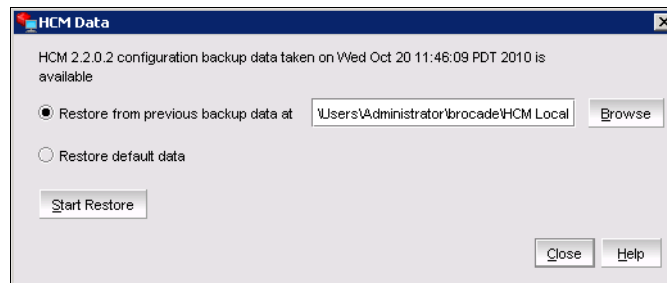 HCM Data
HCM 2.2.0.2 configuration backup data taken on Wed Oct 20 11:46:09 PDT 2010 is
available
Restore from previous backup data at \Users\Administrator\brocade\HCM Local Browse
Restore default data
Start Restore
Close Help